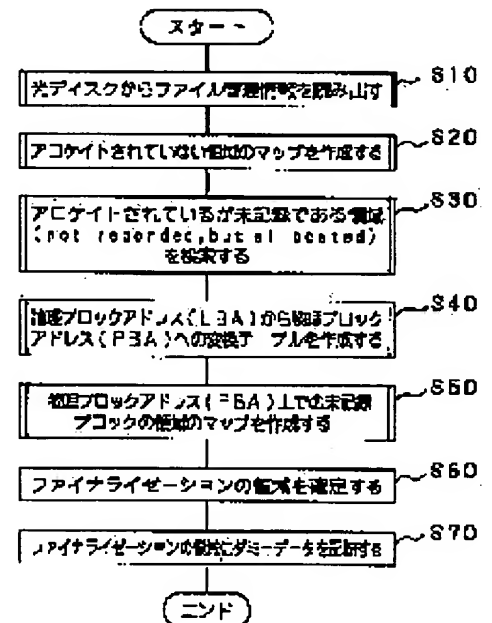 スタート
光ディスクからファイル管理情報を読み出す
S10
アロケイトされていない領域のマップを作成する
S20
アロケイトされているが未記録である領域
(not recorded,but allocated)
を検索する
S30
論理ブロックアドレス(LBA)から物理ブロック
アドレス(PBA)への変換テーブルを作成する
S40
物理ブロックアドレス(PBA)上での未記録
ブロックの領域のマップを作成する
S50
ファイナライゼーションの領域を確定する
S60
ファイナライゼーションの領域にダミーデータを記録する
S70
エンド